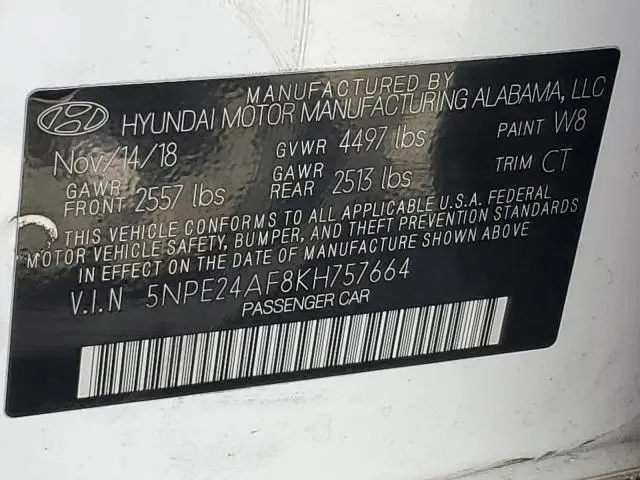 MANUFACTURED BY
HYUNDAI MOTOR MANUFACTURING ALABAMA, LLC
Nov/14/18 GVWR 4497 lbs PAINT W8
GAWR FRONT 2557 lbs GAWR REAR 2513 lbs TRIM CT
THIS VEHICLE CONFORMS TO ALL APPLICABLE U.S.A. FEDERAL
MOTOR VEHICLE SAFETY, BUMPER, AND THEFT PREVENTION STANDARDS
IN EFFECT ON THE DATE OF MANUFACTURE SHOWN ABOVE
V.I.N 5NPE24AF8KH757664
PASSENGER CAR